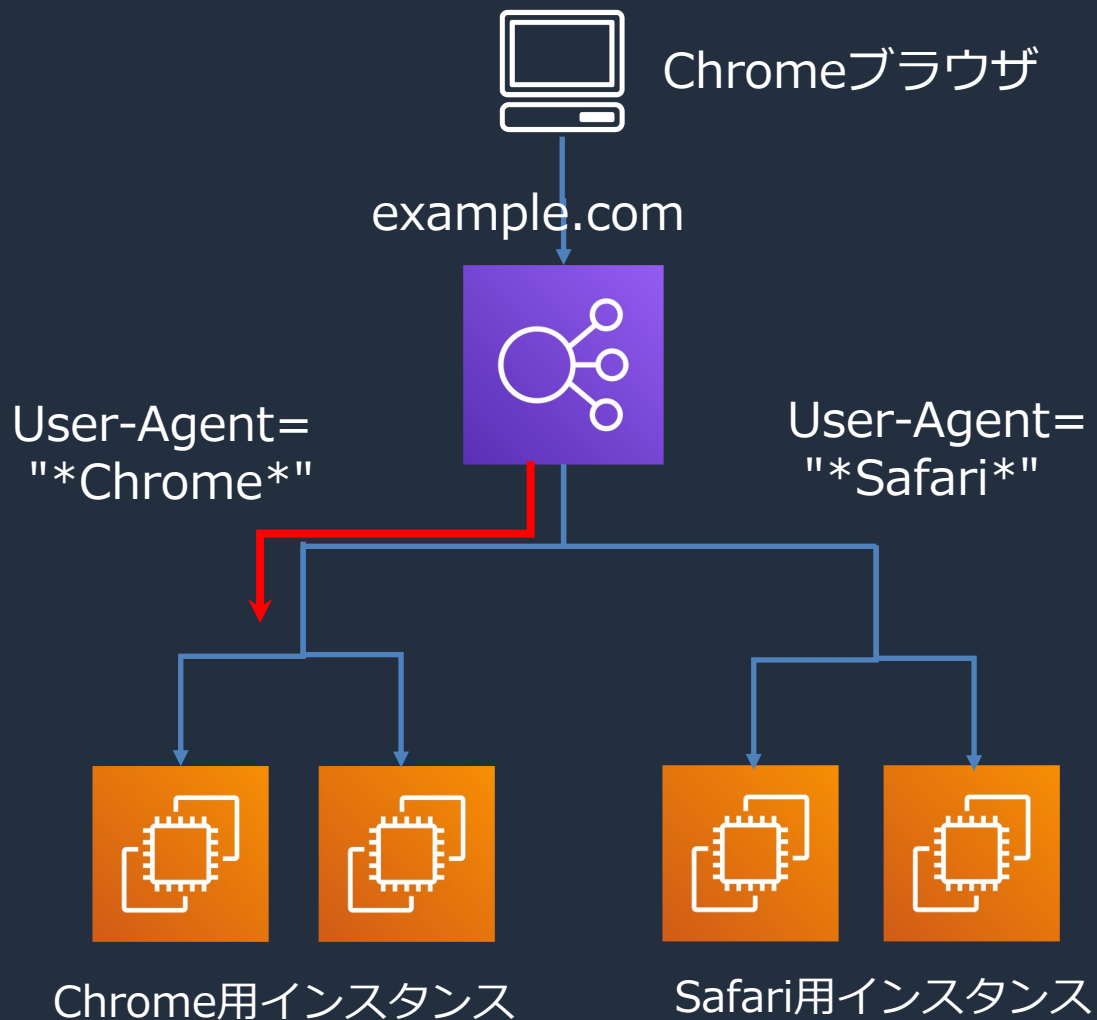 Chromeブラウザ
example.com
User-Agent=
"*Chrome*"
User-Agent=
"*Safari*"
Chrome用インスタンス
Safari用インスタンス